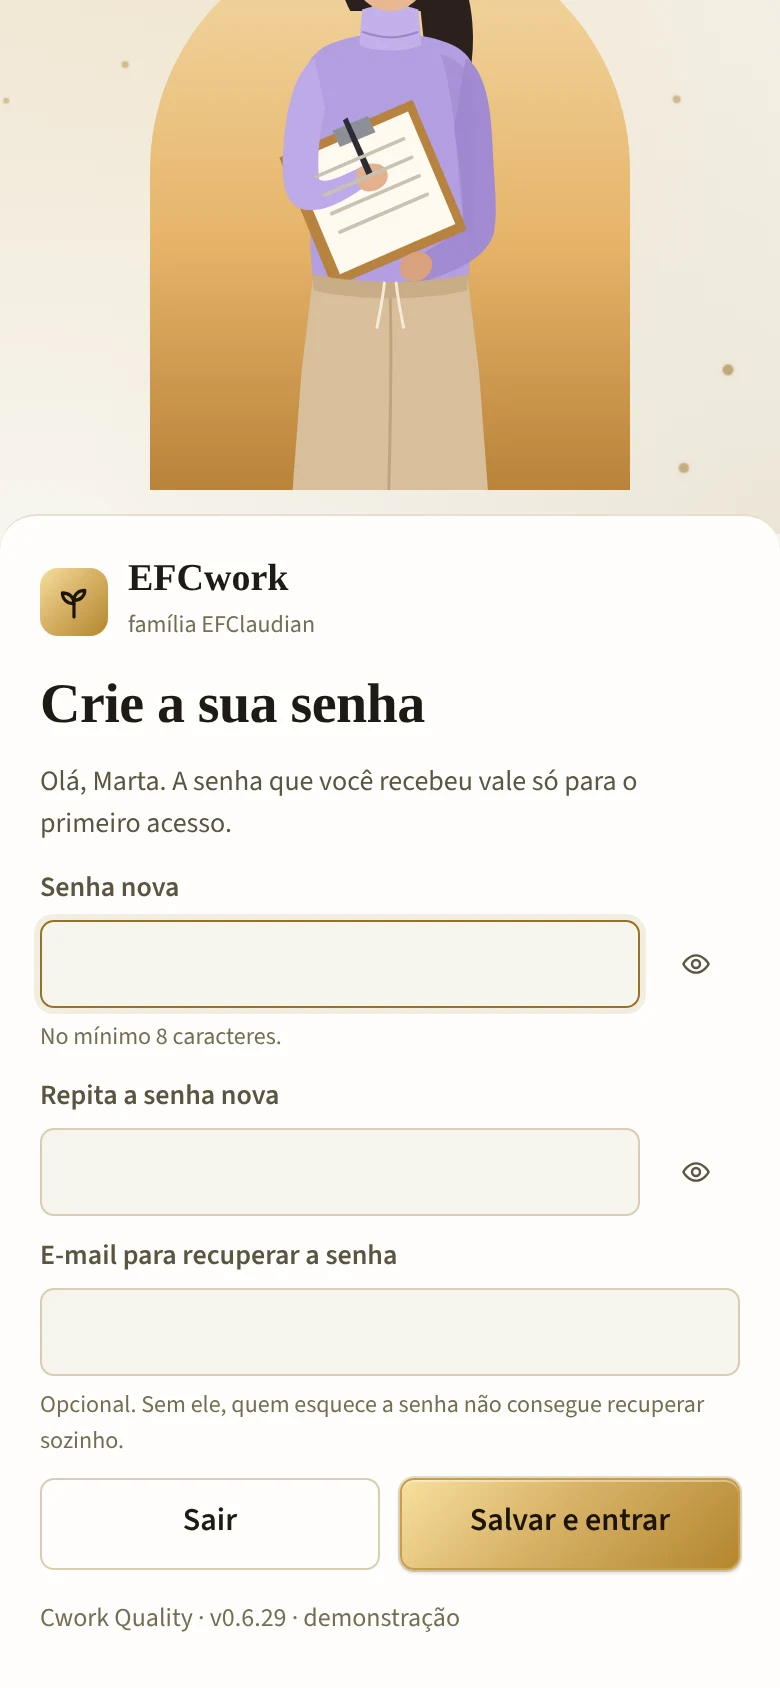 EFCwork
família EFClaudian
Crie a sua senha
Olá, Marta. A senha que você recebeu vale só para o
primeiro acesso.
Senha nova
No mínimo 8 caracteres.
Repita a senha nova
E-mail para recuperar a senha
Opcional. Sem ele, quem esquece a senha não consegue recuperar
sozinho.
Sair
Salvar e entrar
Cwork Quality · v0.6.29 · demonstração